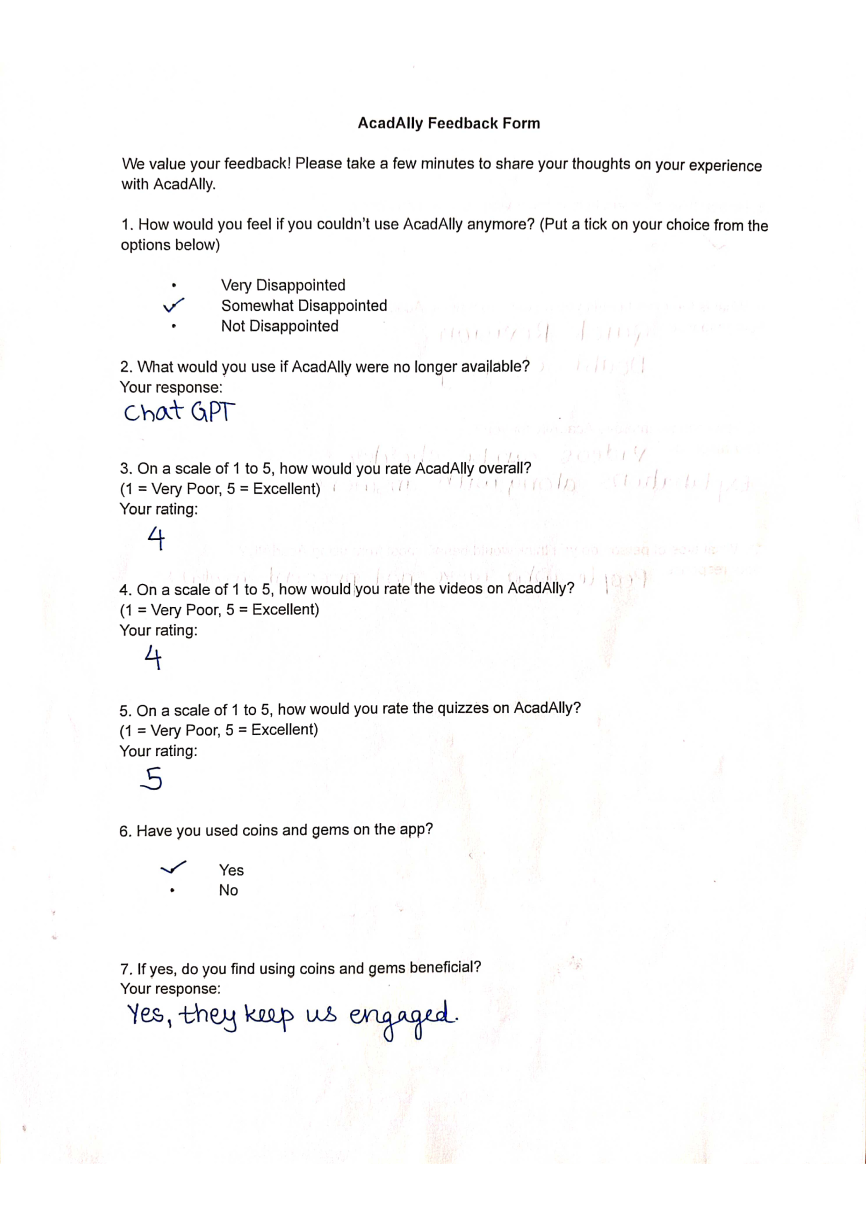 AcadAlly Feedback Form
We value your feedback! Please take a few minutes to share your thoughts on your experience
with AcadAlly.
1. How would you feel if you couldn't use AcadAlly anymore? (Put a tick on your choice from the
options below)
• Very Disappointed
✓ Somewhat Disappointed
• Not Disappointed
2. What would you use if AcadAlly were no longer available?
Your response:
Chat GPT
3. On a scale of 1 to 5, how would you rate AcadAlly overall?
(1 = Very Poor, 5 = Excellent)
Your rating:
4
4. On a scale of 1 to 5, how would you rate the videos on AcadAlly?
(1 = Very Poor, 5 = Excellent)
Your rating:
4
5. On a scale of 1 to 5, how would you rate the quizzes on AcadAlly?
(1 = Very Poor, 5 = Excellent)
Your rating:
5
6. Have you used coins and gems on the app?
✓ Yes
• No
7. If yes, do you find using coins and gems beneficial?
Your response:
Yes, they keep us engaged.